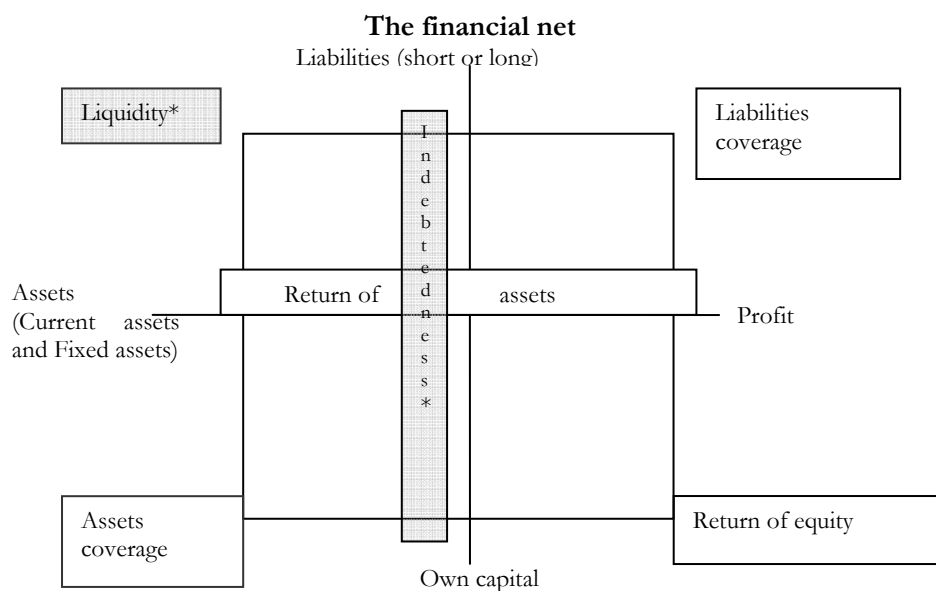 The financial net
Liabilities (short or long)
Liquidity*
Liabilities
coverage
Indebtedness*
Assets
(Current assets
and Fixed assets)
Return of assets
Profit
Assets
coverage
Return of equity
Own capital